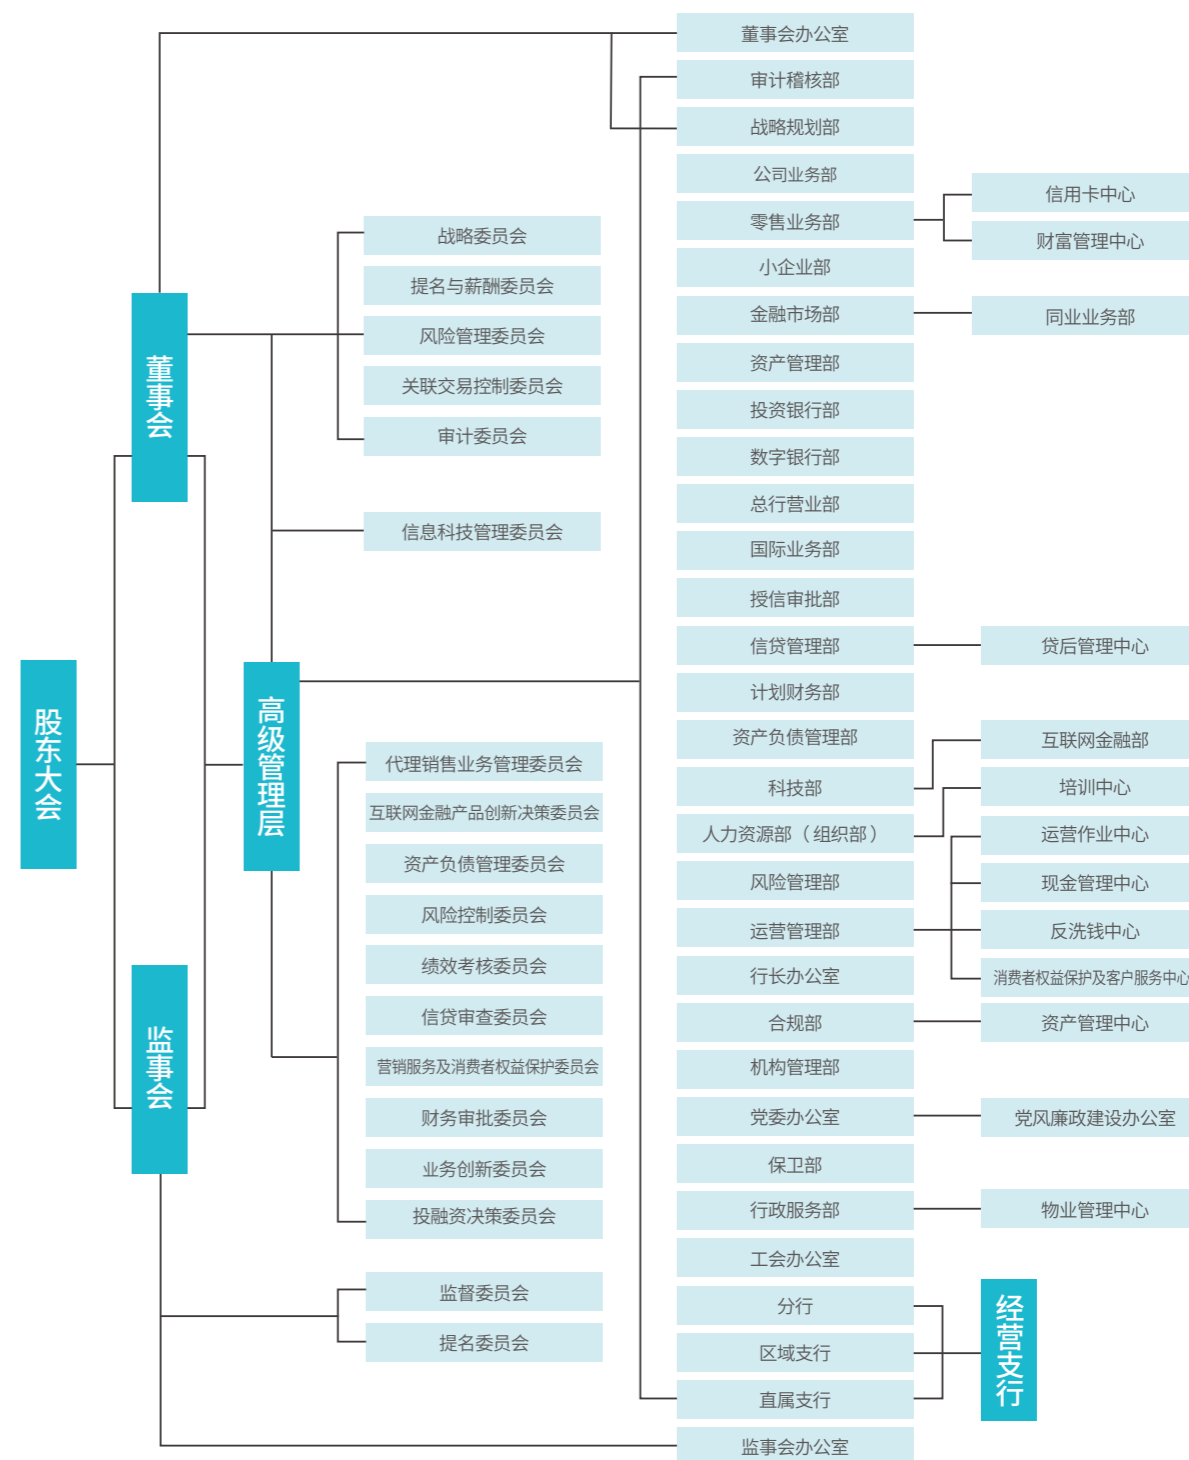 股东大会
董事会
监事会
高级管理层
战略委员会
提名与薪酬委员会
风险管理委员会
关联交易控制委员会
审计委员会
信息科技管理委员会
代理销售业务管理委员会
互联网金融产品创新决策委员会
资产负债管理委员会
风险控制委员会
绩效考核委员会
信贷审查委员会
营销服务及消费者权益保护委员会
财务审批委员会
业务创新委员会
投融资决策委员会
监督委员会
提名委员会
董事会办公室
审计稽核部
战略规划部
公司业务部
零售业务部
小企业部
金融市场部
资产管理部
投资银行部
数字银行部
总行营业部
国际业务部
授信审批部
信贷管理部
计划财务部
资产负债管理部
科技部
人力资源部（组织部）
风险管理部
运营管理部
行长办公室
合规部
机构管理部
党委办公室
保卫部
行政服务部
工会办公室
分行
区域支行
直属支行
监事会办公室
信用卡中心
财富管理中心
同业业务部
贷后管理中心
互联网金融部
培训中心
运营作业中心
现金管理中心
反洗钱中心
消费者权益保护及客户服务中心
资产管理中心
党风廉政建设办公室
物业管理中心
经营支行